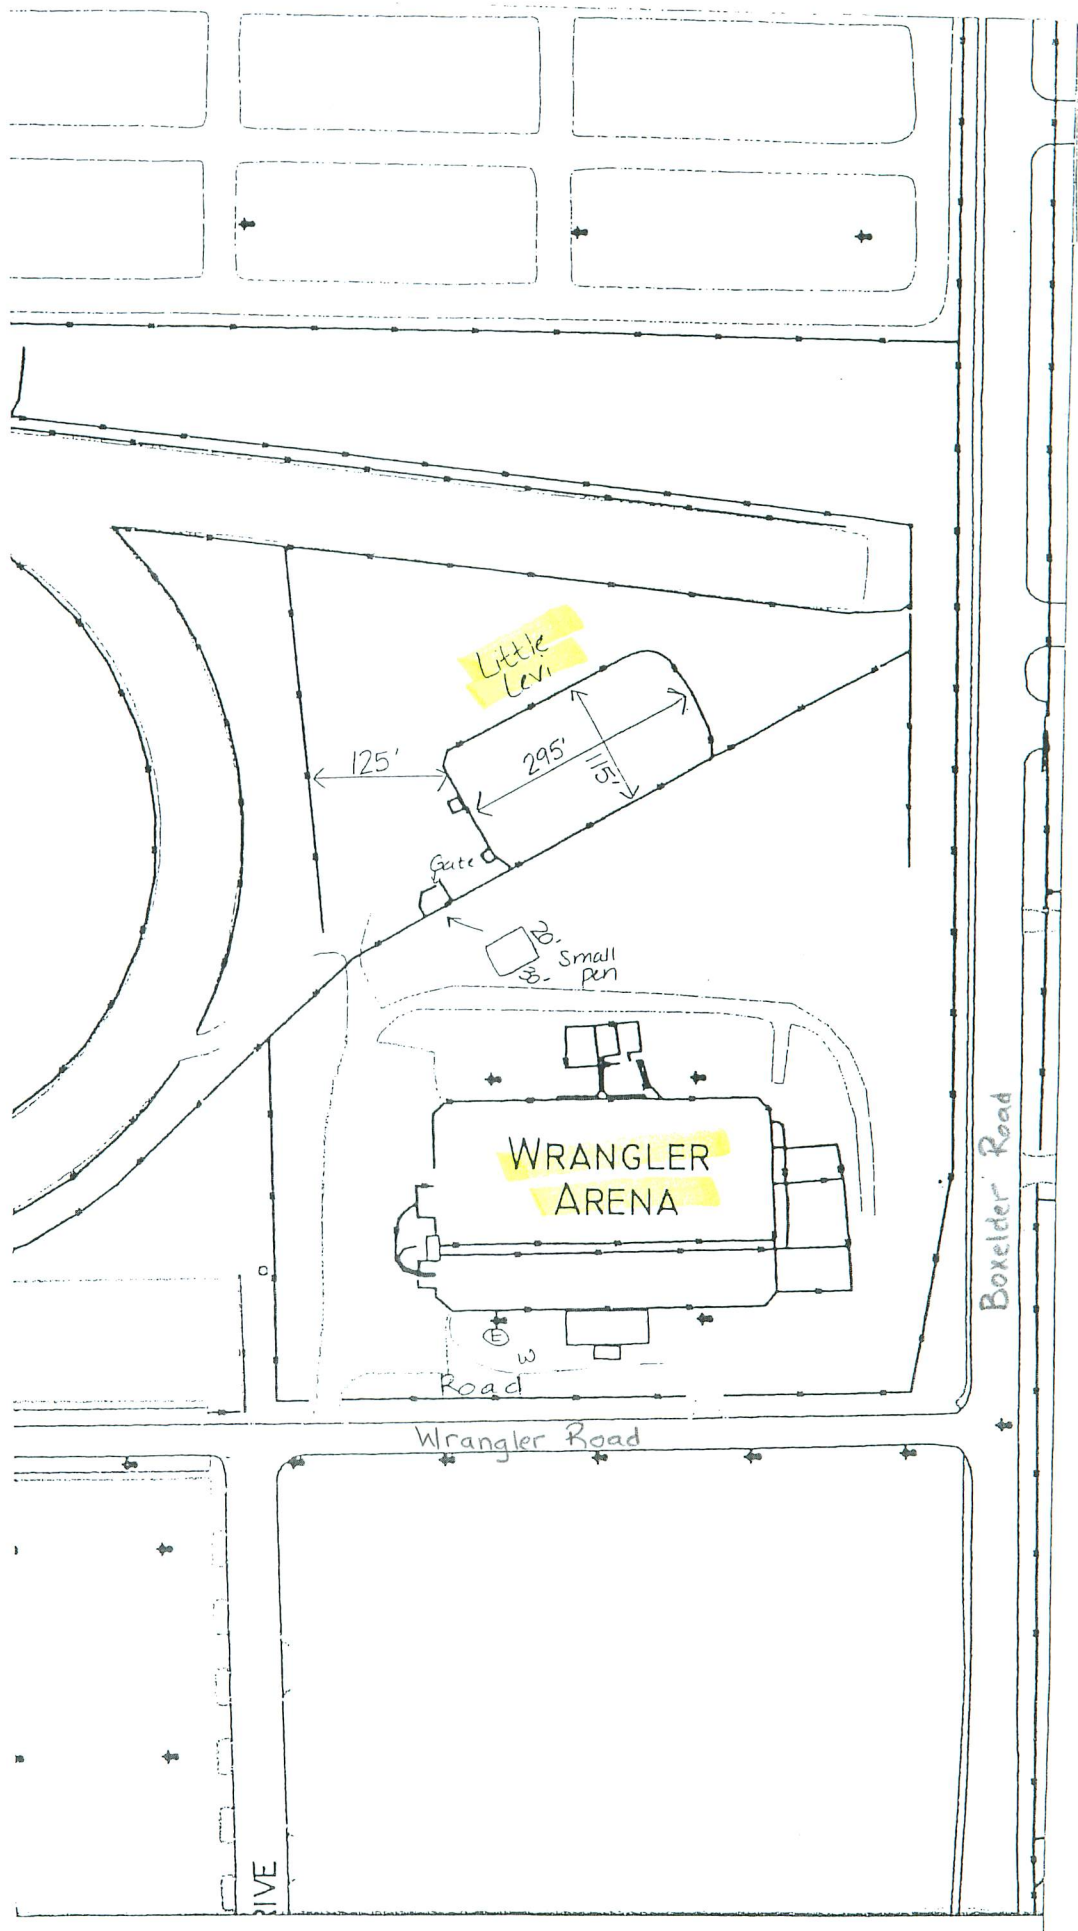 Little
Levi
125'
295'
115'
Gate
20'
30'
Small
pen
WRANGLER
ARENA
Boxelder Road
E
W
Road
Wrangler Road
RIVE